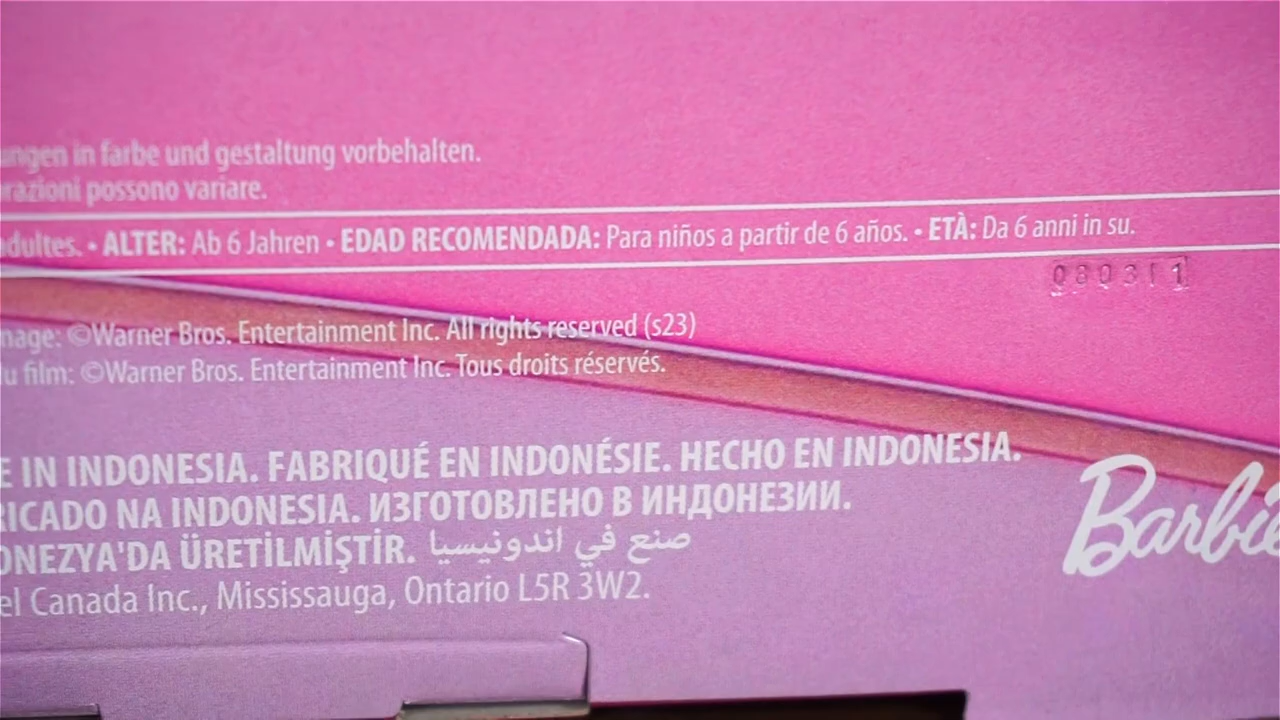 ungen in farbe und gestaltung vorbehalten.
razioni possono variare.
adultes. • ALTER: Ab 6 Jahren • EDAD RECOMENDADA: Para niños a partir de 6 años. • ETÀ: Da 6 anni in su.
mage: ©Warner Bros. Entertainment Inc. All rights reserved (s23)
du film: ©Warner Bros. Entertainment Inc. Tous droits réservés.
E IN INDONESIA. FABRIQUÉ EN INDONÉSIE. HECHO EN INDONESIA.
RICADO NA INDONESIA. ИЗГОТОВЛЕНО В ИНДОНЕЗИИ.
ONEZYA'DA ÜRETİLMİŞTİR. صنع في اندونيسيا
el Canada Inc., Mississauga, Ontario L5R 3W2.
Barbie